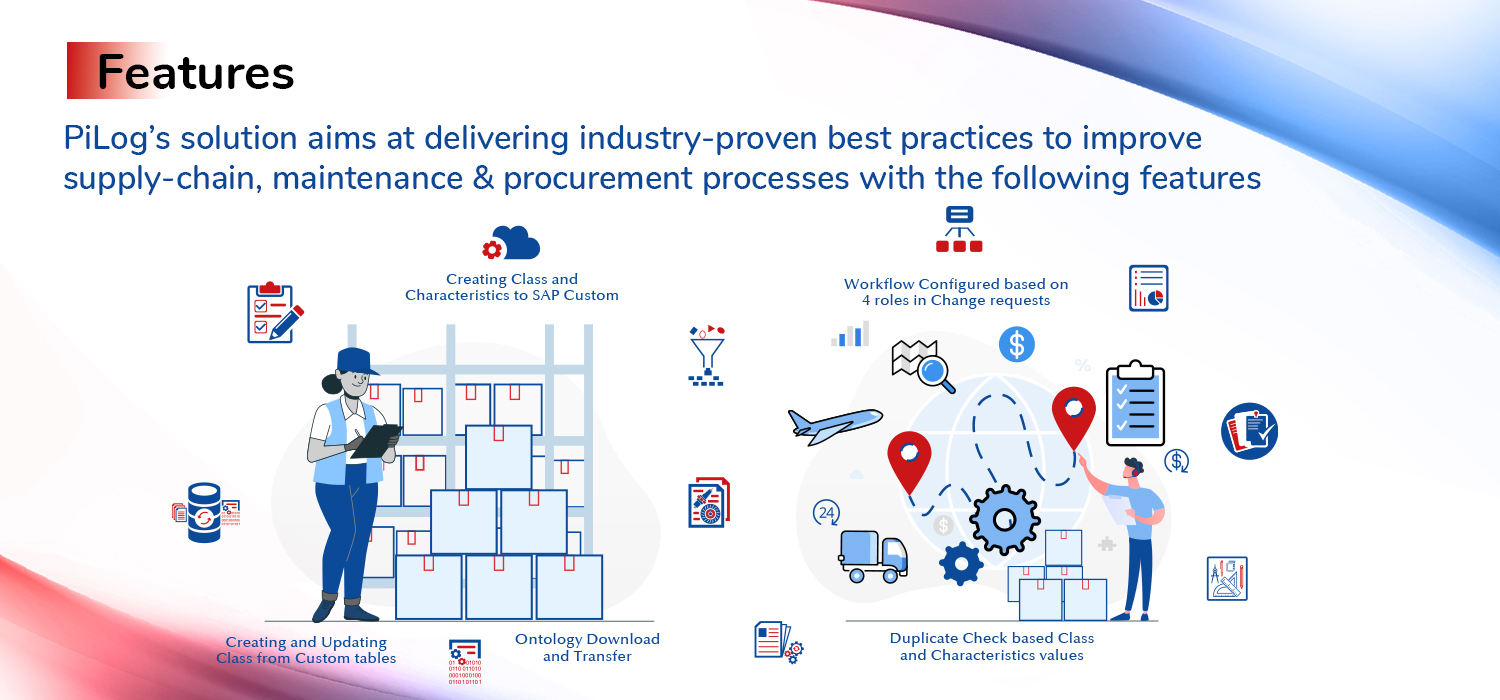 Features
PiLog’s solution aims at delivering industry-proven best practices to improve
supply-chain, maintenance & procurement processes with the following features
Creating Class and
Characteristics to SAP Custom
Workflow Configured based on
4 roles in Change requests
$
%
$
24
$
Creating and Updating
Class from Custom tables
Ontology Download
and Transfer
Duplicate Check based Class
and Characteristics values